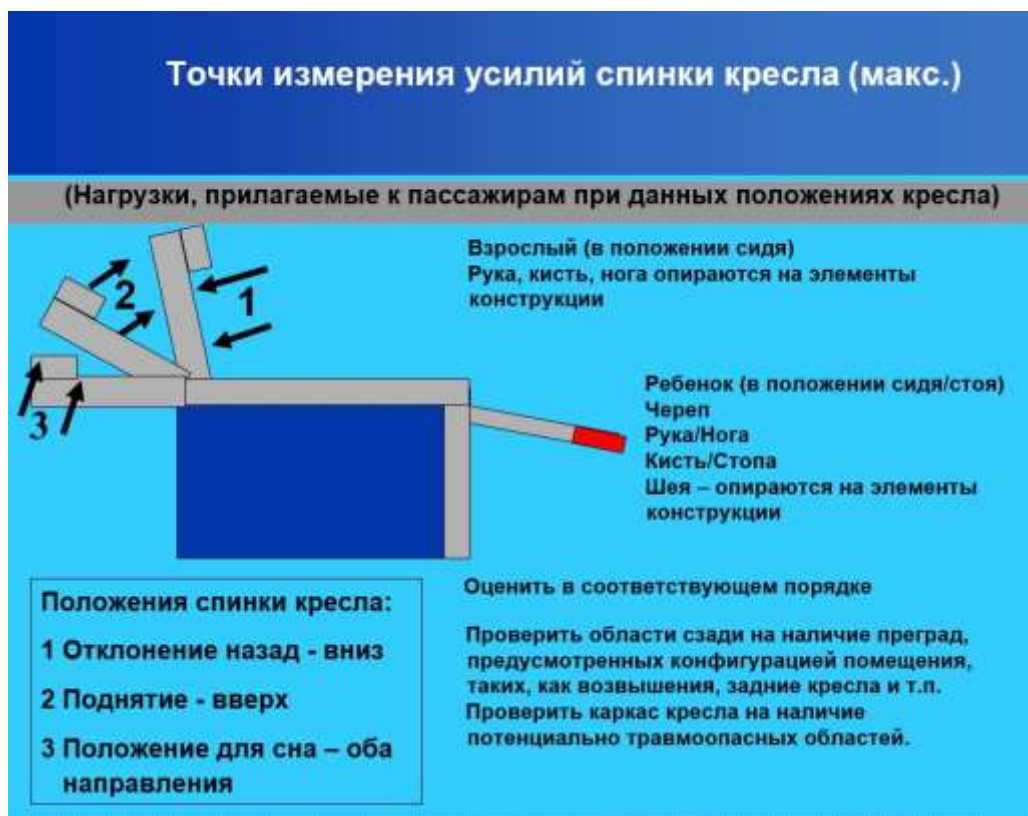 Точки измерения усилий спинки кресла (макс.)
(Нагрузки, прилагаемые к пассажирам при данных положениях кресла)
Взрослый (в положении сидя)
Рука, кисть, нога опираются на элементы
конструкции
2
1
3
Ребенок (в положении сидя/стоя)
Череп
Рука/Нога
Кисть/Стопа
Шея – опираются на элементы
конструкции
Положения спинки кресла:
1 Отклонение назад - вниз
2 Поднятие - вверх
3 Положение для сна – оба
направления
Оценить в соответствующем порядке
Проверить области сзади на наличие преград,
предусмотренных конфигурацией помещения,
таких, как возвышения, задние кресла и т.п.
Проверить каркас кресла на наличие
потенциально травмоопасных областей.